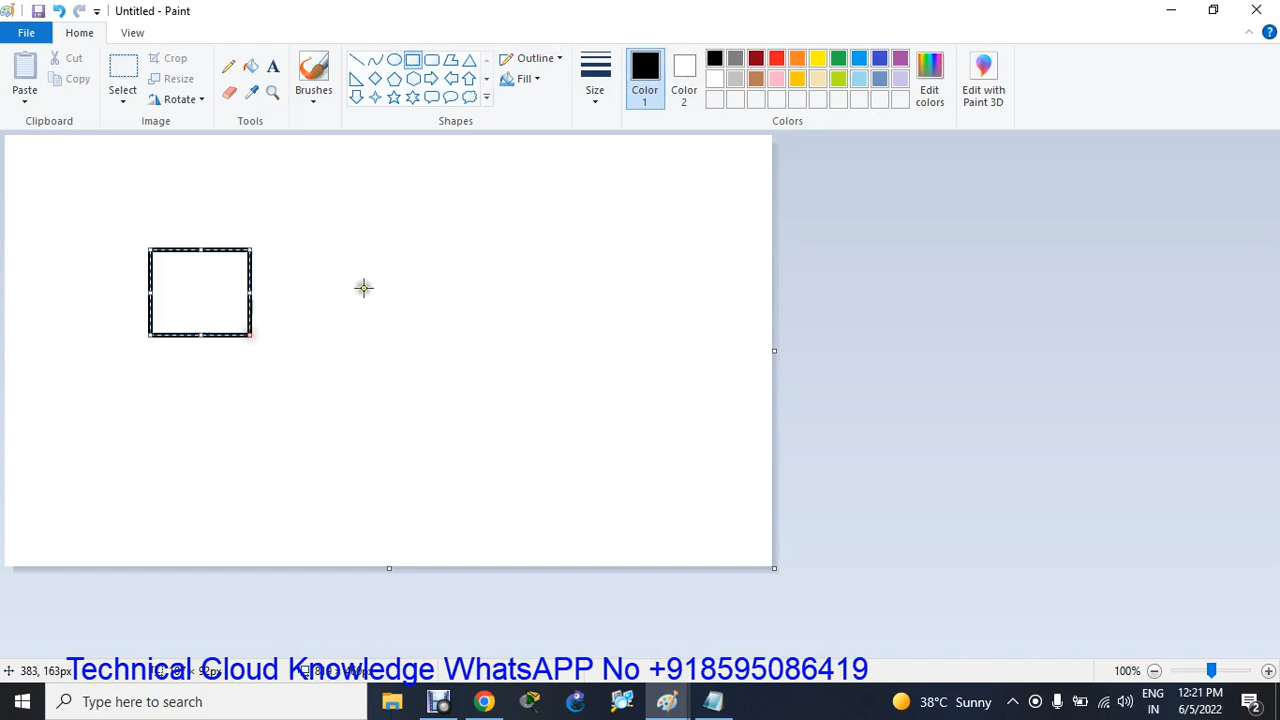 Untitled - Paint
File Home View
Paste
Cut
Copy
Clipboard
Select
Crop
Resize
Rotate
Image
Tools
Brushes
Shapes
Outline
Fill
Size
Color 1
Color 2
Edit colors
Colors
Edit with Paint 3D
383, 163px
100%
Technical Cloud Knowledge WhatsAPP No +918595086419
Type here to search
38°C Sunny
ENG
IN
12:21 PM
6/5/2022
2